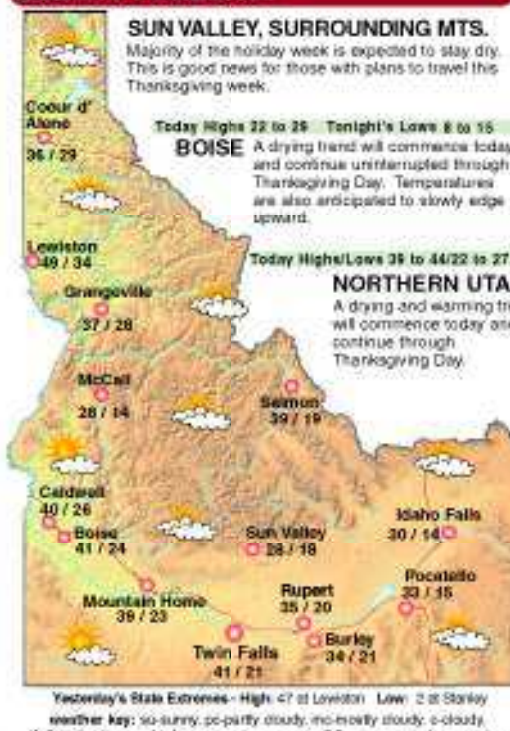 SUN VALLEY, SURROUNDING MTS.
Majority of the holiday week is expected to stay dry.
This is good news for those with plans to travel this
Thanksgiving week.
Today Highs 22 to 29 Tonight's Lows 8 to 15
BOISE A drying trend will commence today
and continue uninterrupted through
Thanksgiving Day. Temperatures
are also anticipated to slowly edge
upward.
Today Highs/Lows 39 to 44/22 to 27
NORTHERN UTA
A drying and warming tr
will commence today an
continue through
Thanksgiving Day.
Coeur d'
Alene
36 / 29
Lewiston
49 / 34
Grangeville
37 / 28
McCall
28 / 14
Salmon
39 / 19
Caldwell
40 / 26
Boise
41 / 24
Sun Valley
28 / 18
Idaho Falls
30 / 14
Mountain Home
39 / 23
Rupert
35 / 20
Pocatello
33 / 15
Twin Falls
41 / 21
Burley
34 / 21
Yesterday's State Extremes - High: 47 at Lewiston Low: 2 at Stanley
weather key: su-sunny, pc-partly cloudy, mc-mostly cloudy, c-cloudy,